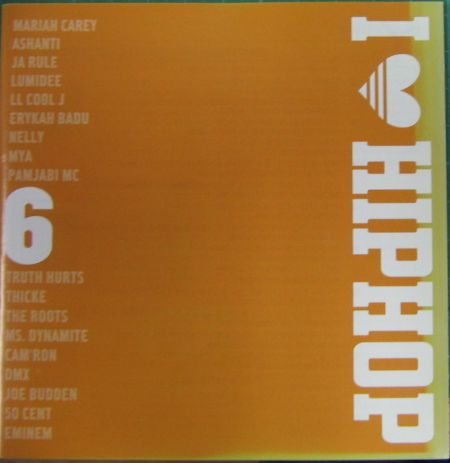 MARIAH CAREY
ASHANTI
JA RULE
LUMIDEE
LL COOL J
ERYKAH BADU
NELLY
MYA
PAMJABI MC
6
TRUTH HURTS
THICKE
THE ROOTS
MS. DYNAMITE
CAM'RON
DMX
JOE BUDDEN
50 CENT
EMINEM
I HIPHOP